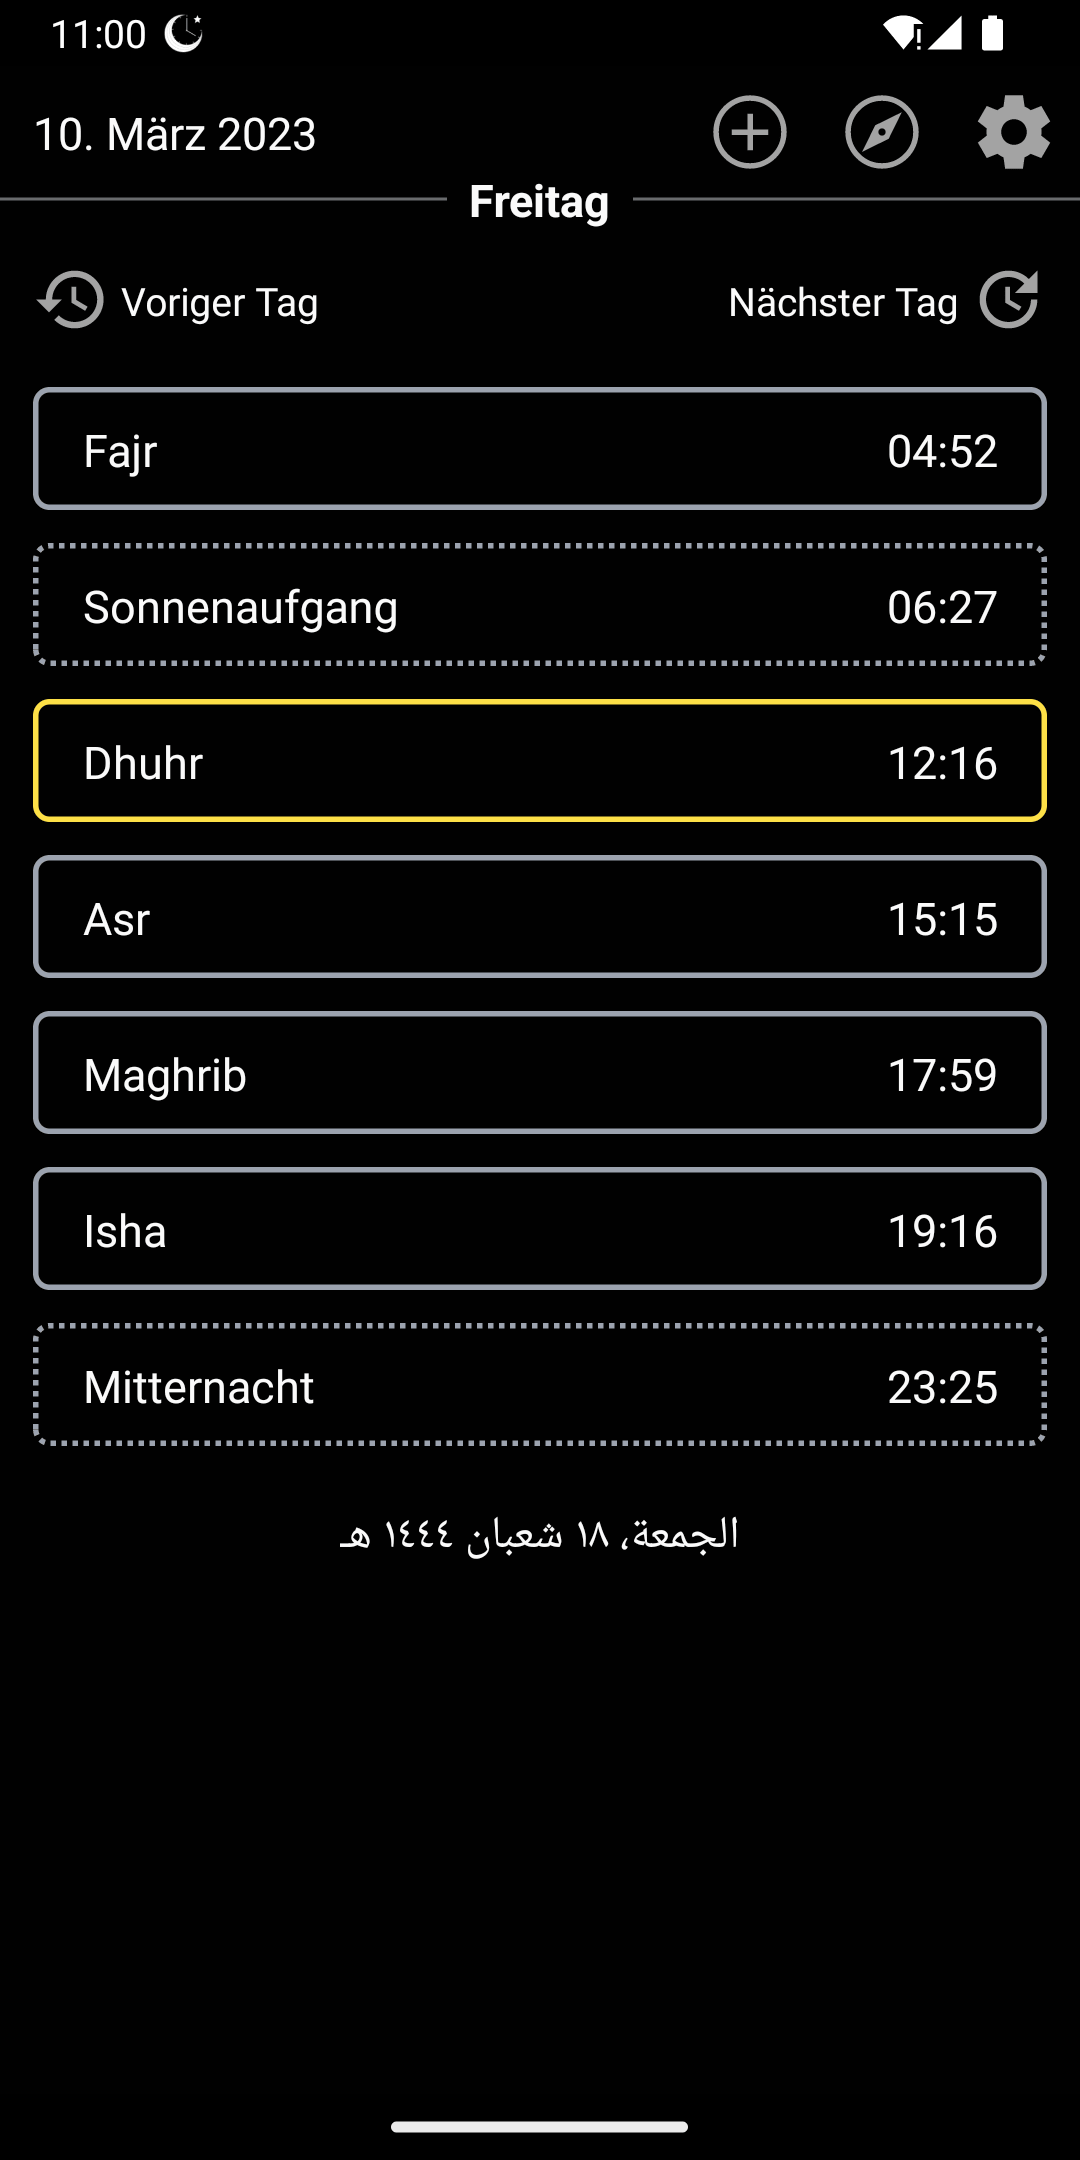 11:00
10. März 2023
Freitag
Voriger Tag
Nächster Tag
Fajr 04:52
Sonnenaufgang 06:27
Dhuhr 12:16
Asr 15:15
Maghrib 17:59
Isha 19:16
Mitternacht 23:25
الجمعة، ١٨ شعبان ١٤٤٤ هـ